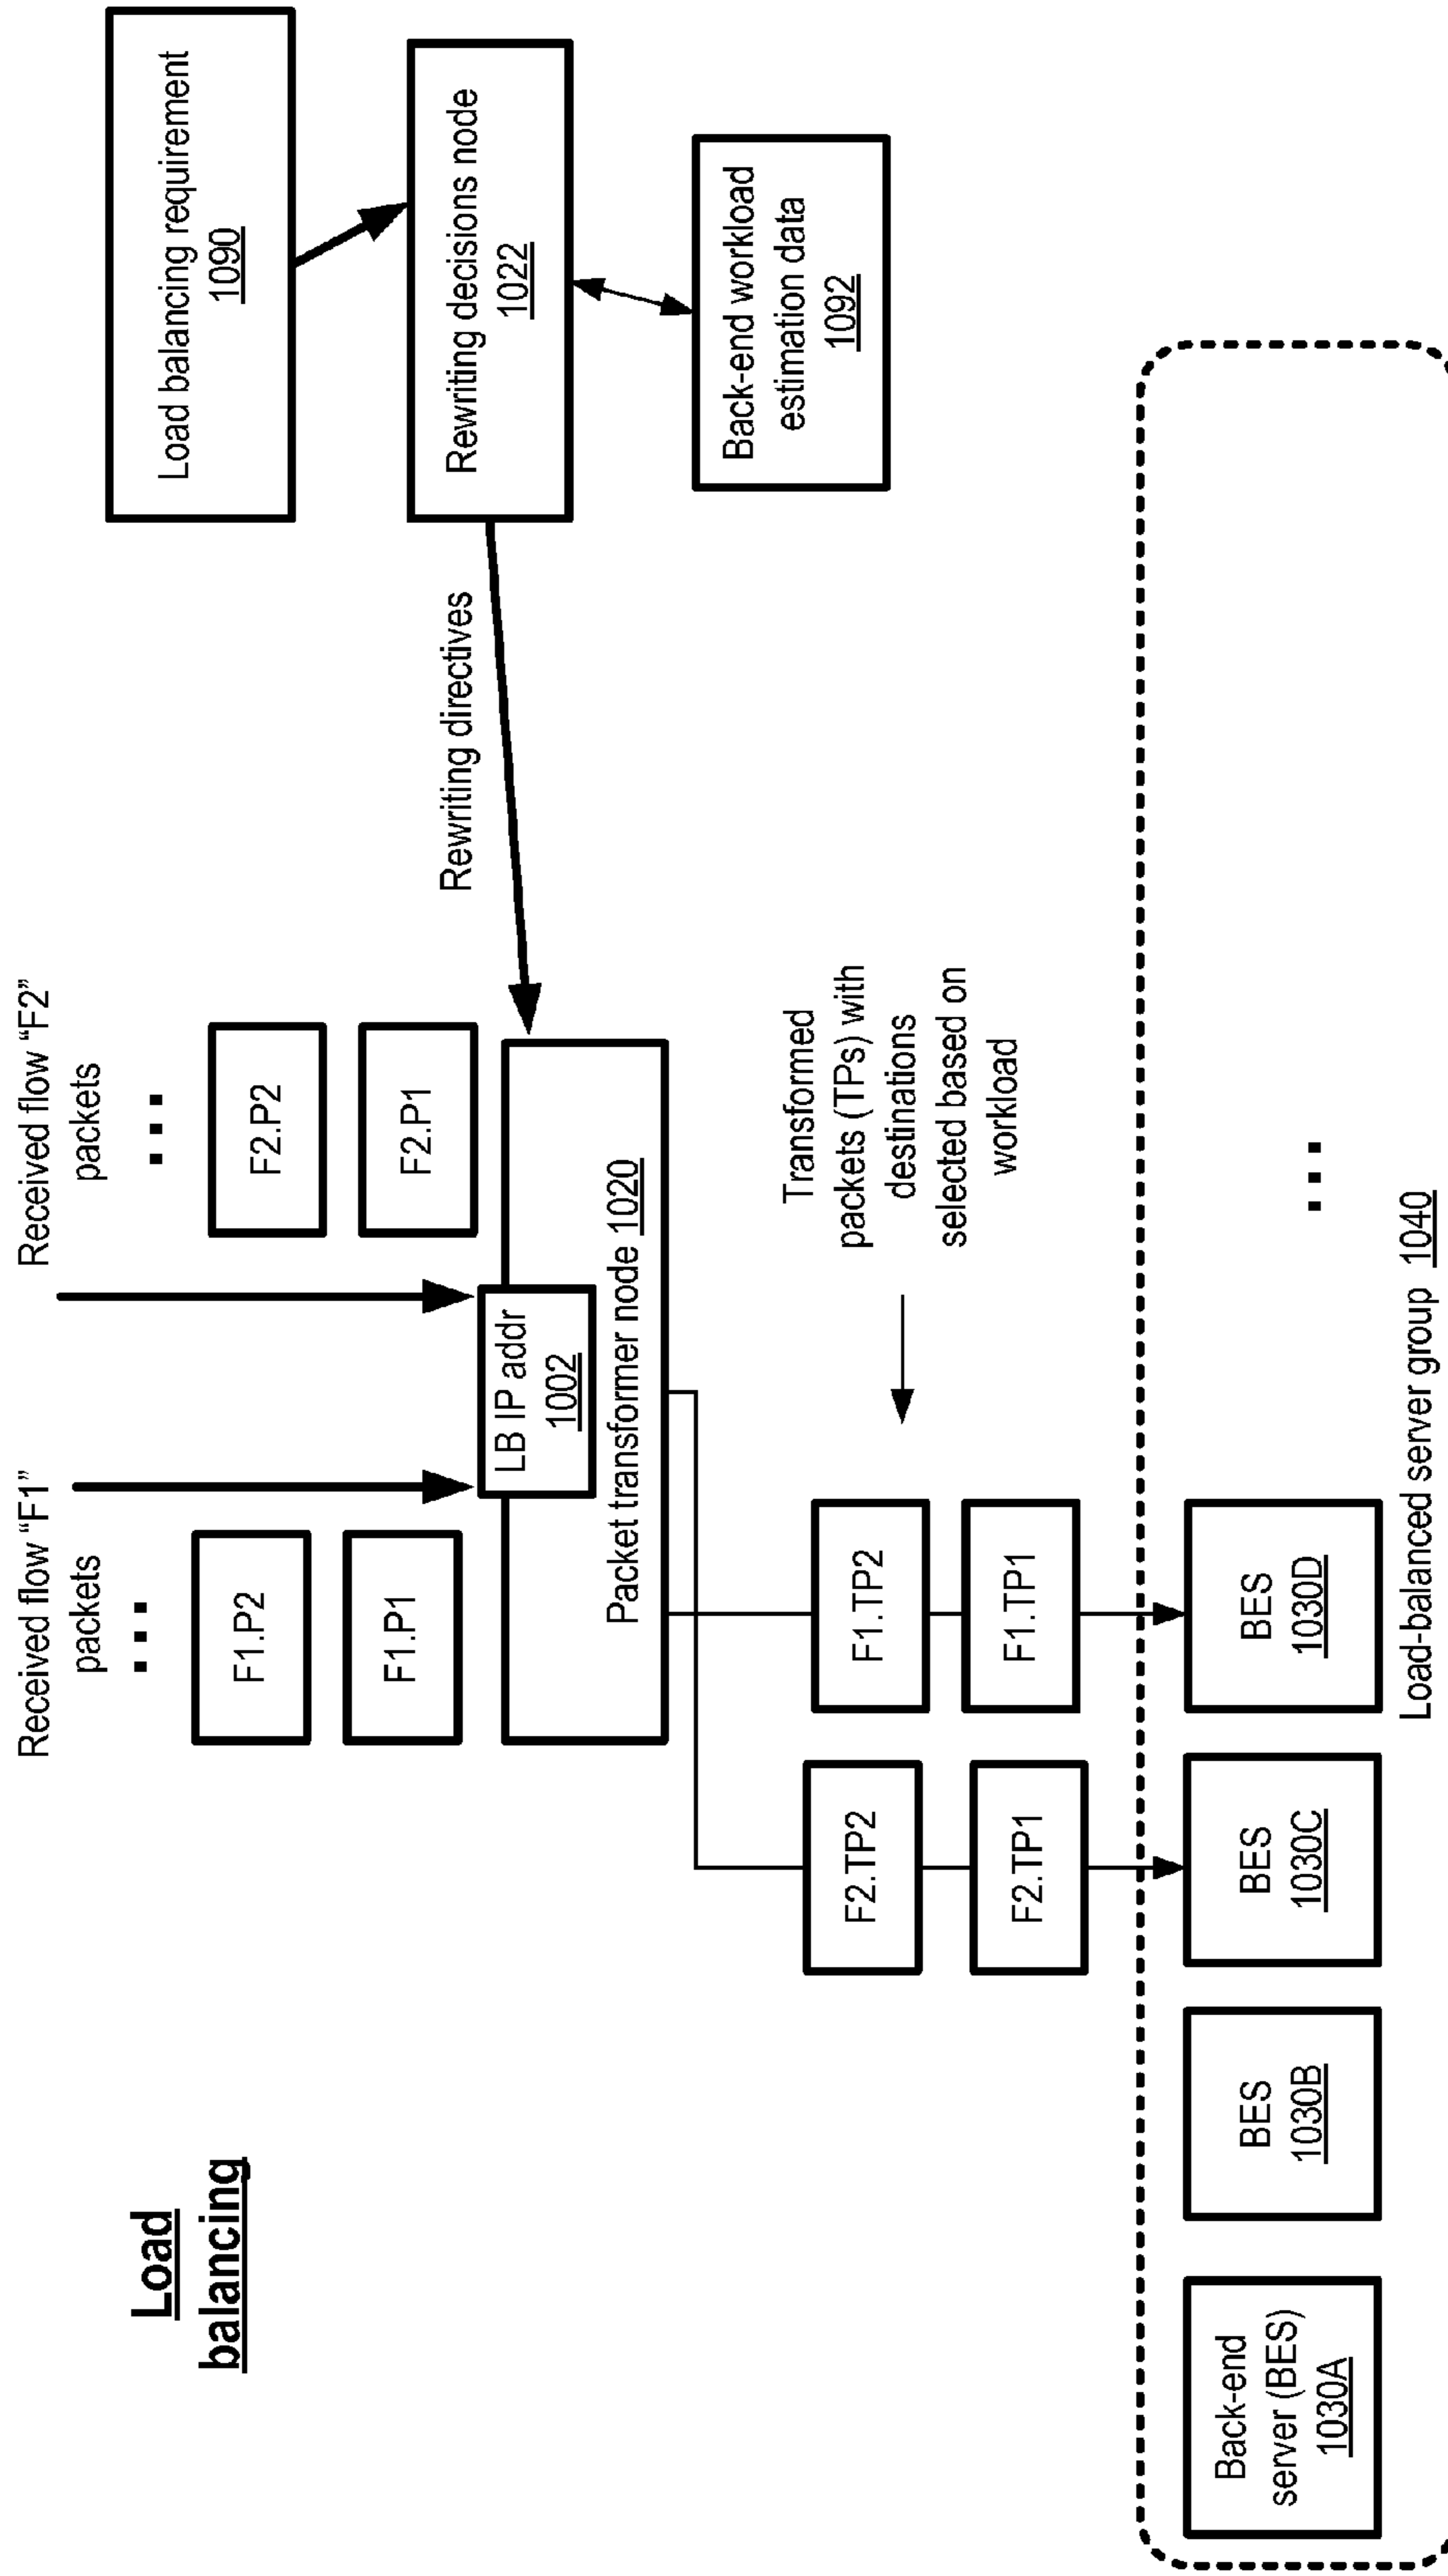 Load
balancing
Received flow “F1”
packets
...
F1.P2
F1.P1
Received flow “F2”
packets
...
F2.P2
F2.P1
LB IP addr
1002
Packet transformer node 1020
Rewriting directives
Load balancing requirement
1090
Rewriting decisions node
1022
Back-end workload
estimation data
1092
Transformed
packets (TPs) with
destinations
selected based on
workload
F2.TP2
F2.TP1
F1.TP2
F1.TP1
Back-end
server (BES)
1030A
BES
1030B
BES
1030C
BES
1030D
...
Load-balanced server group 1040